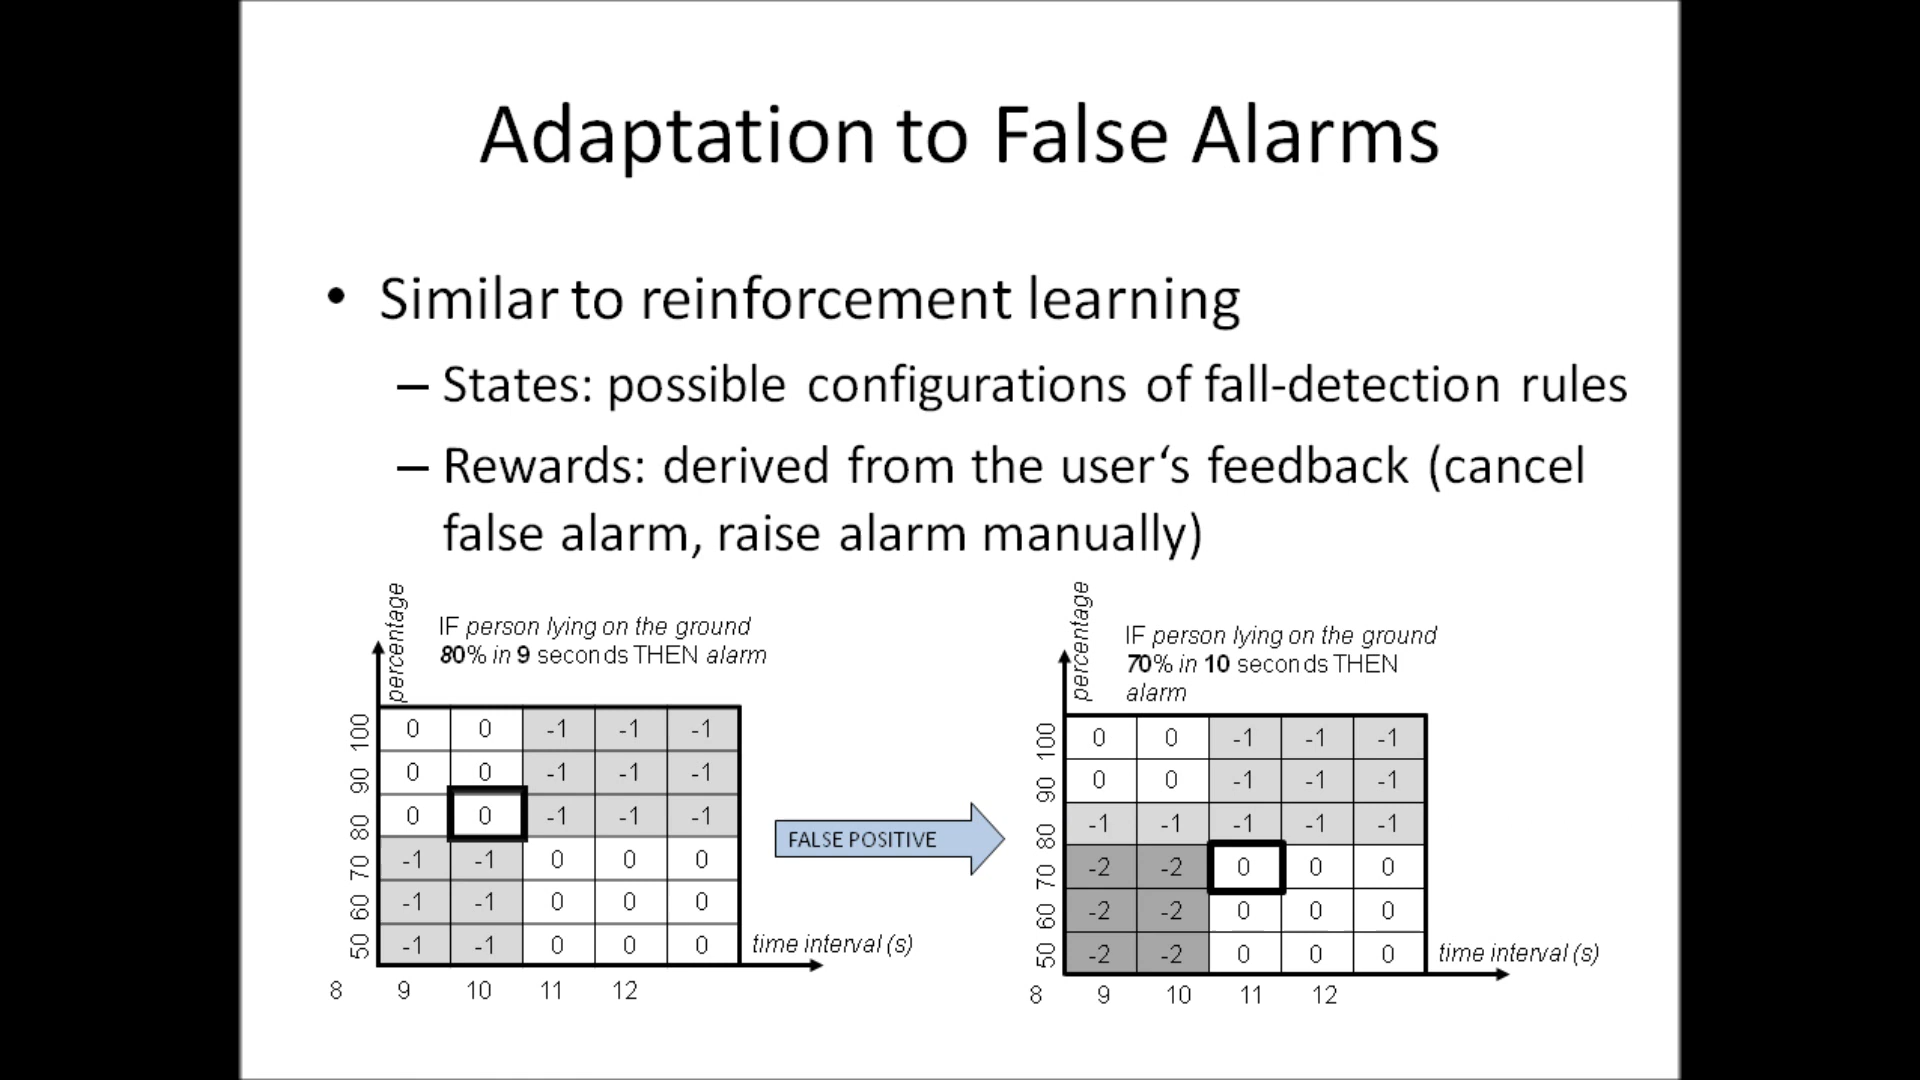 Adaptation to False Alarms
• Similar to reinforcement learning
– States: possible configurations of fall-detection rules
– Rewards: derived from the user‘s feedback (cancel
false alarm, raise alarm manually)
percentage
IF person lying on the ground
80% in 9 seconds THEN alarm
100 0 0 -1 -1 -1
90 0 0 -1 -1 -1
80 0 0 -1 -1 -1
70 -1 -1 0 0 0
60 -1 -1 0 0 0
50 -1 -1 0 0 0
time interval (s)
8 9 10 11 12
FALSE POSITIVE
percentage
IF person lying on the ground
70% in 10 seconds THEN
alarm
100 0 0 -1 -1 -1
90 0 0 -1 -1 -1
80 -1 -1 -1 -1 -1
70 -2 -2 0 0 0
60 -2 -2 0 0 0
50 -2 -2 0 0 0
time interval (s)
8 9 10 11 12